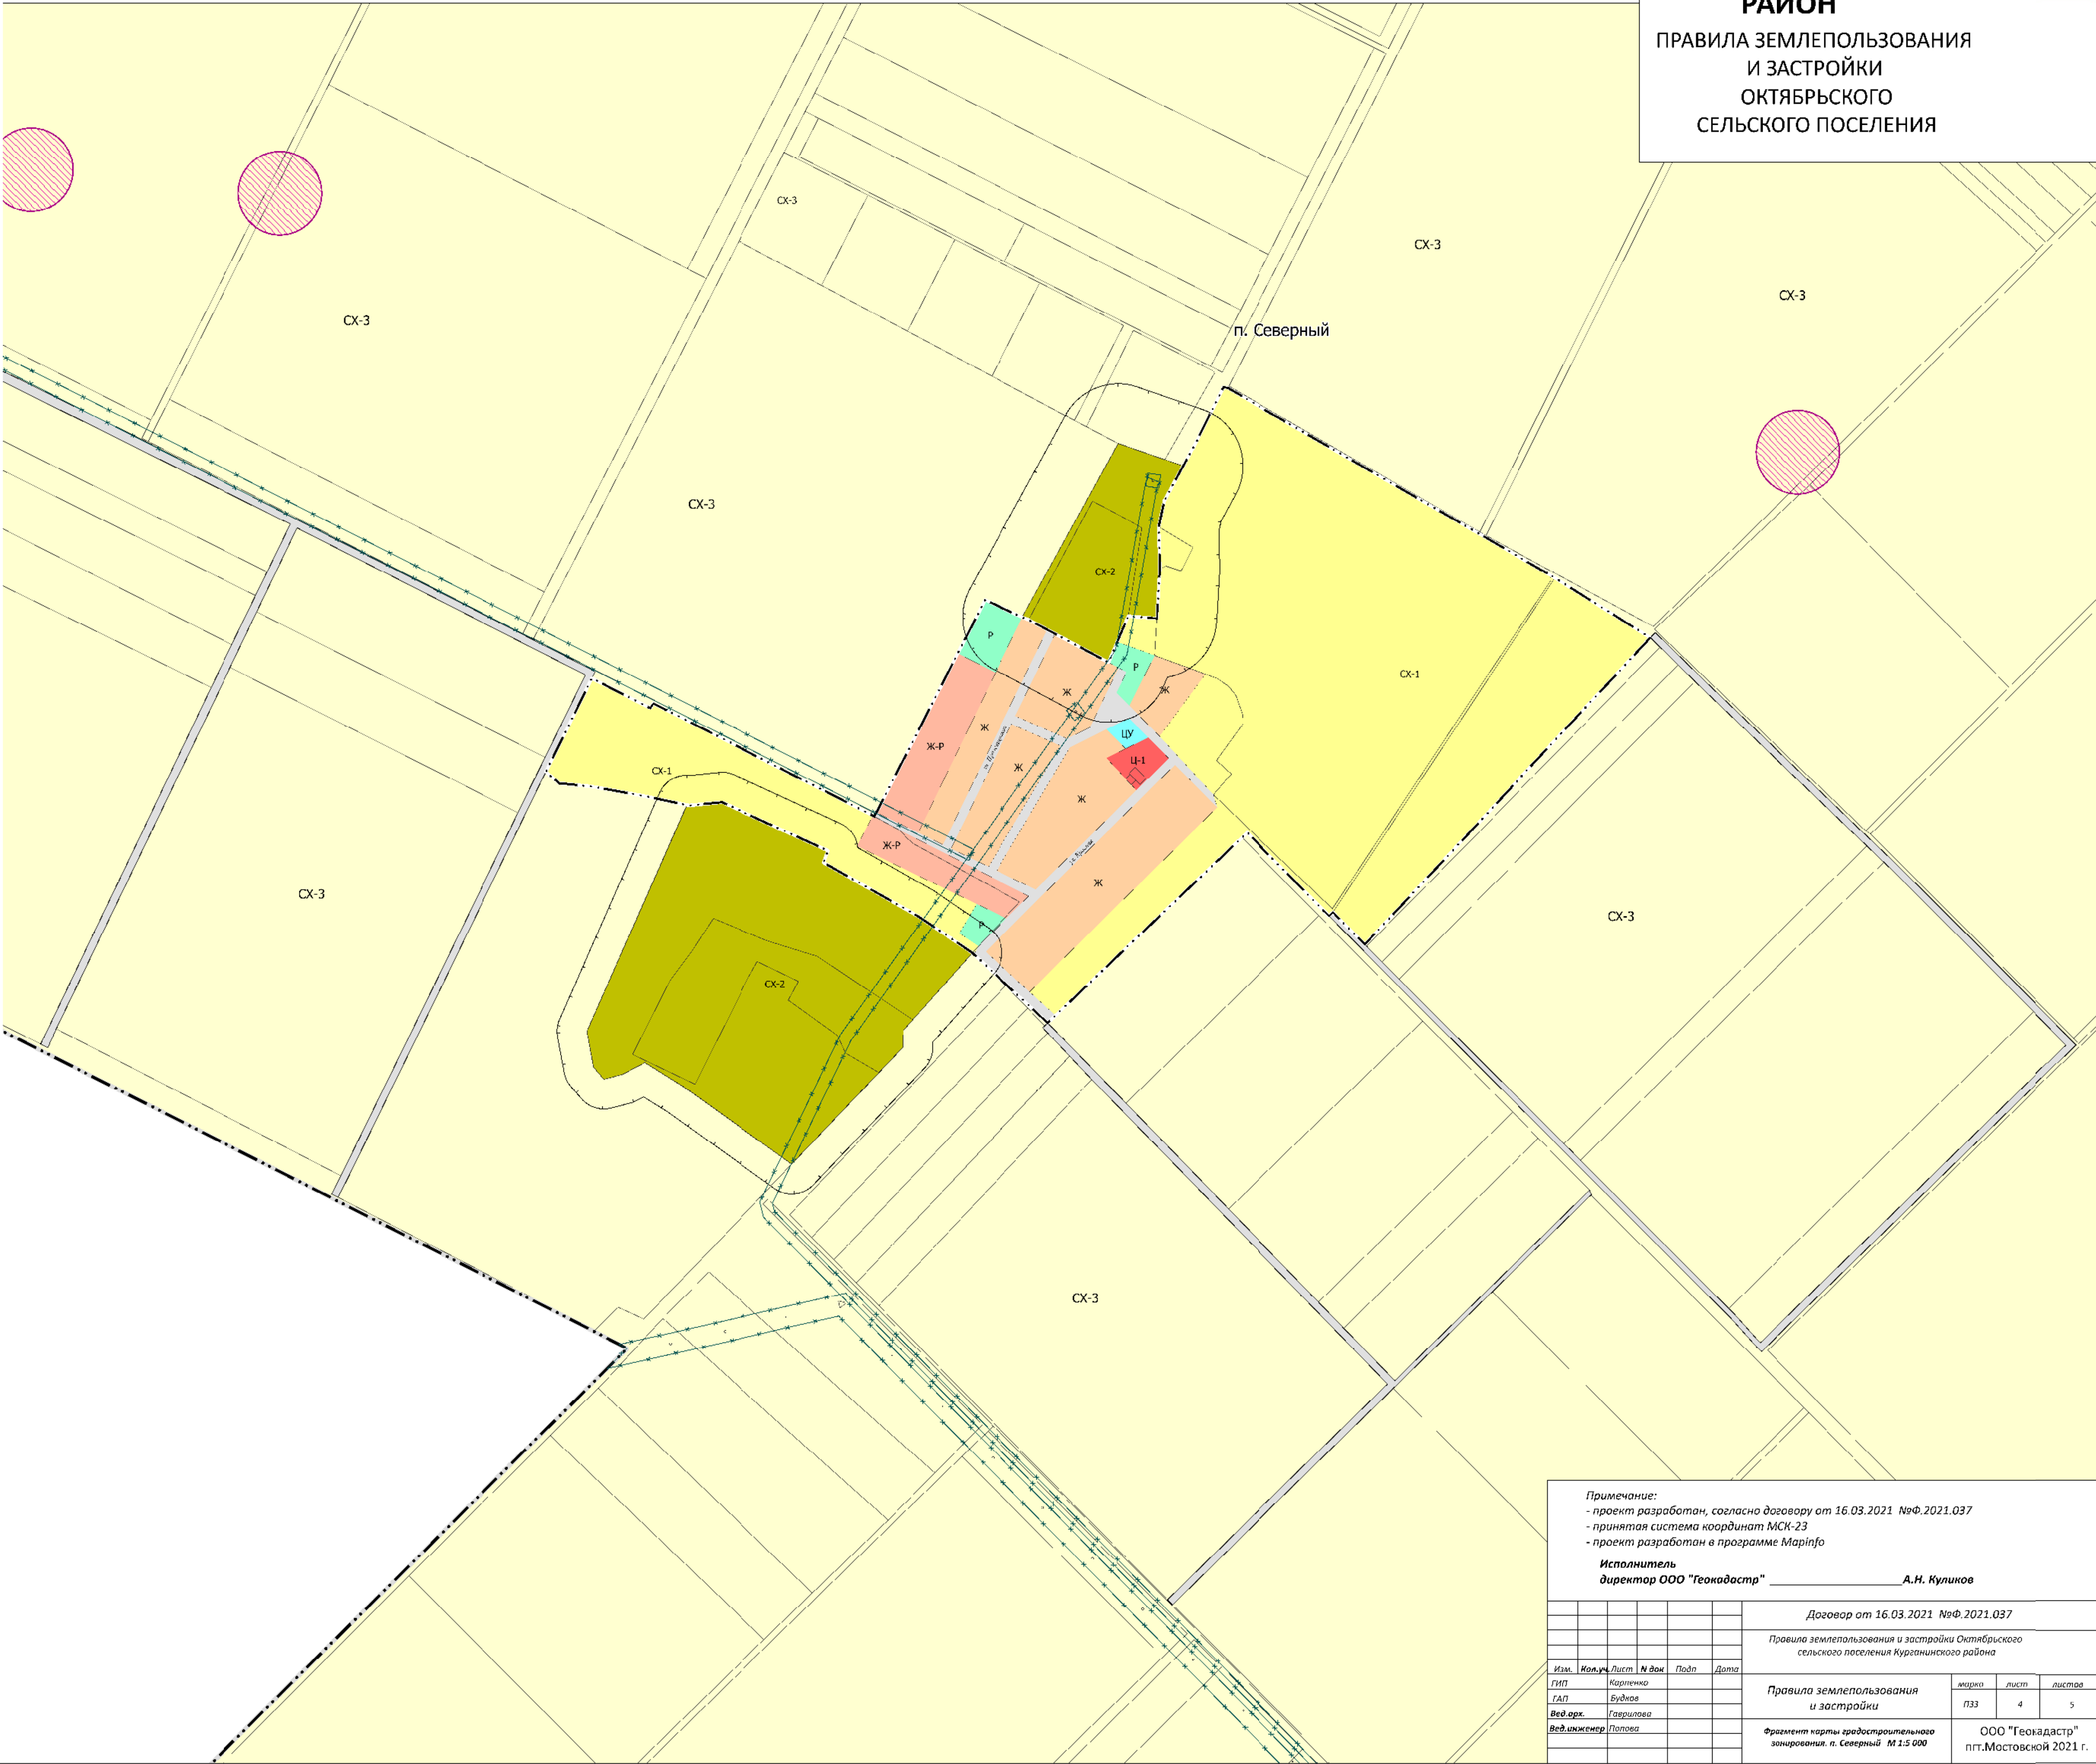 РАЙОН
ПРАВИЛА ЗЕМЛЕПОЛЬЗОВАНИЯ
И ЗАСТРОЙКИ
ОКТЯБРЬСКОГО
СЕЛЬСКОГО ПОСЕЛЕНИЯ
СХ-3
СХ-3
СХ-3
СХ-3
п. Северный
СХ-3
СХ-2
Р
Р
СХ-1
Ж
Ж
Ж
ЦУ
Ж-Р
Ц-1
Ж
СХ-1
Ж
Ж-Р
ул. Красная
Ж
СХ-3
СХ-3
Р
СХ-2
СХ-3
Примечание:
- проект разработан, согласно договору от 16.03.2021 №Ф.2021.037
- принятая система координат МСК-23
- проект разработан в программе Mapinfo
Исполнитель
директор ООО "Геокадастр" ____________________А.Н. Куликов
Договор от 16.03.2021 №Ф.2021.037
Правила землепользования и застройки Октябрьского
сельского поселения Курганинского района
Изм. Кол.уч. Лист N док Подп Дата
ГИП Карпенко
ГАП Будков
Вед.арх. Гаврилова
Вед.инженер Попова
Правила землепользования
и застройки
марка лист листов
ПЗЗ 4 5
Фрагмент карты градостроительного
зонирования. п. Северный М 1:5 000
ООО "Геокадастр"
пгт.Мостовской 2021 г.